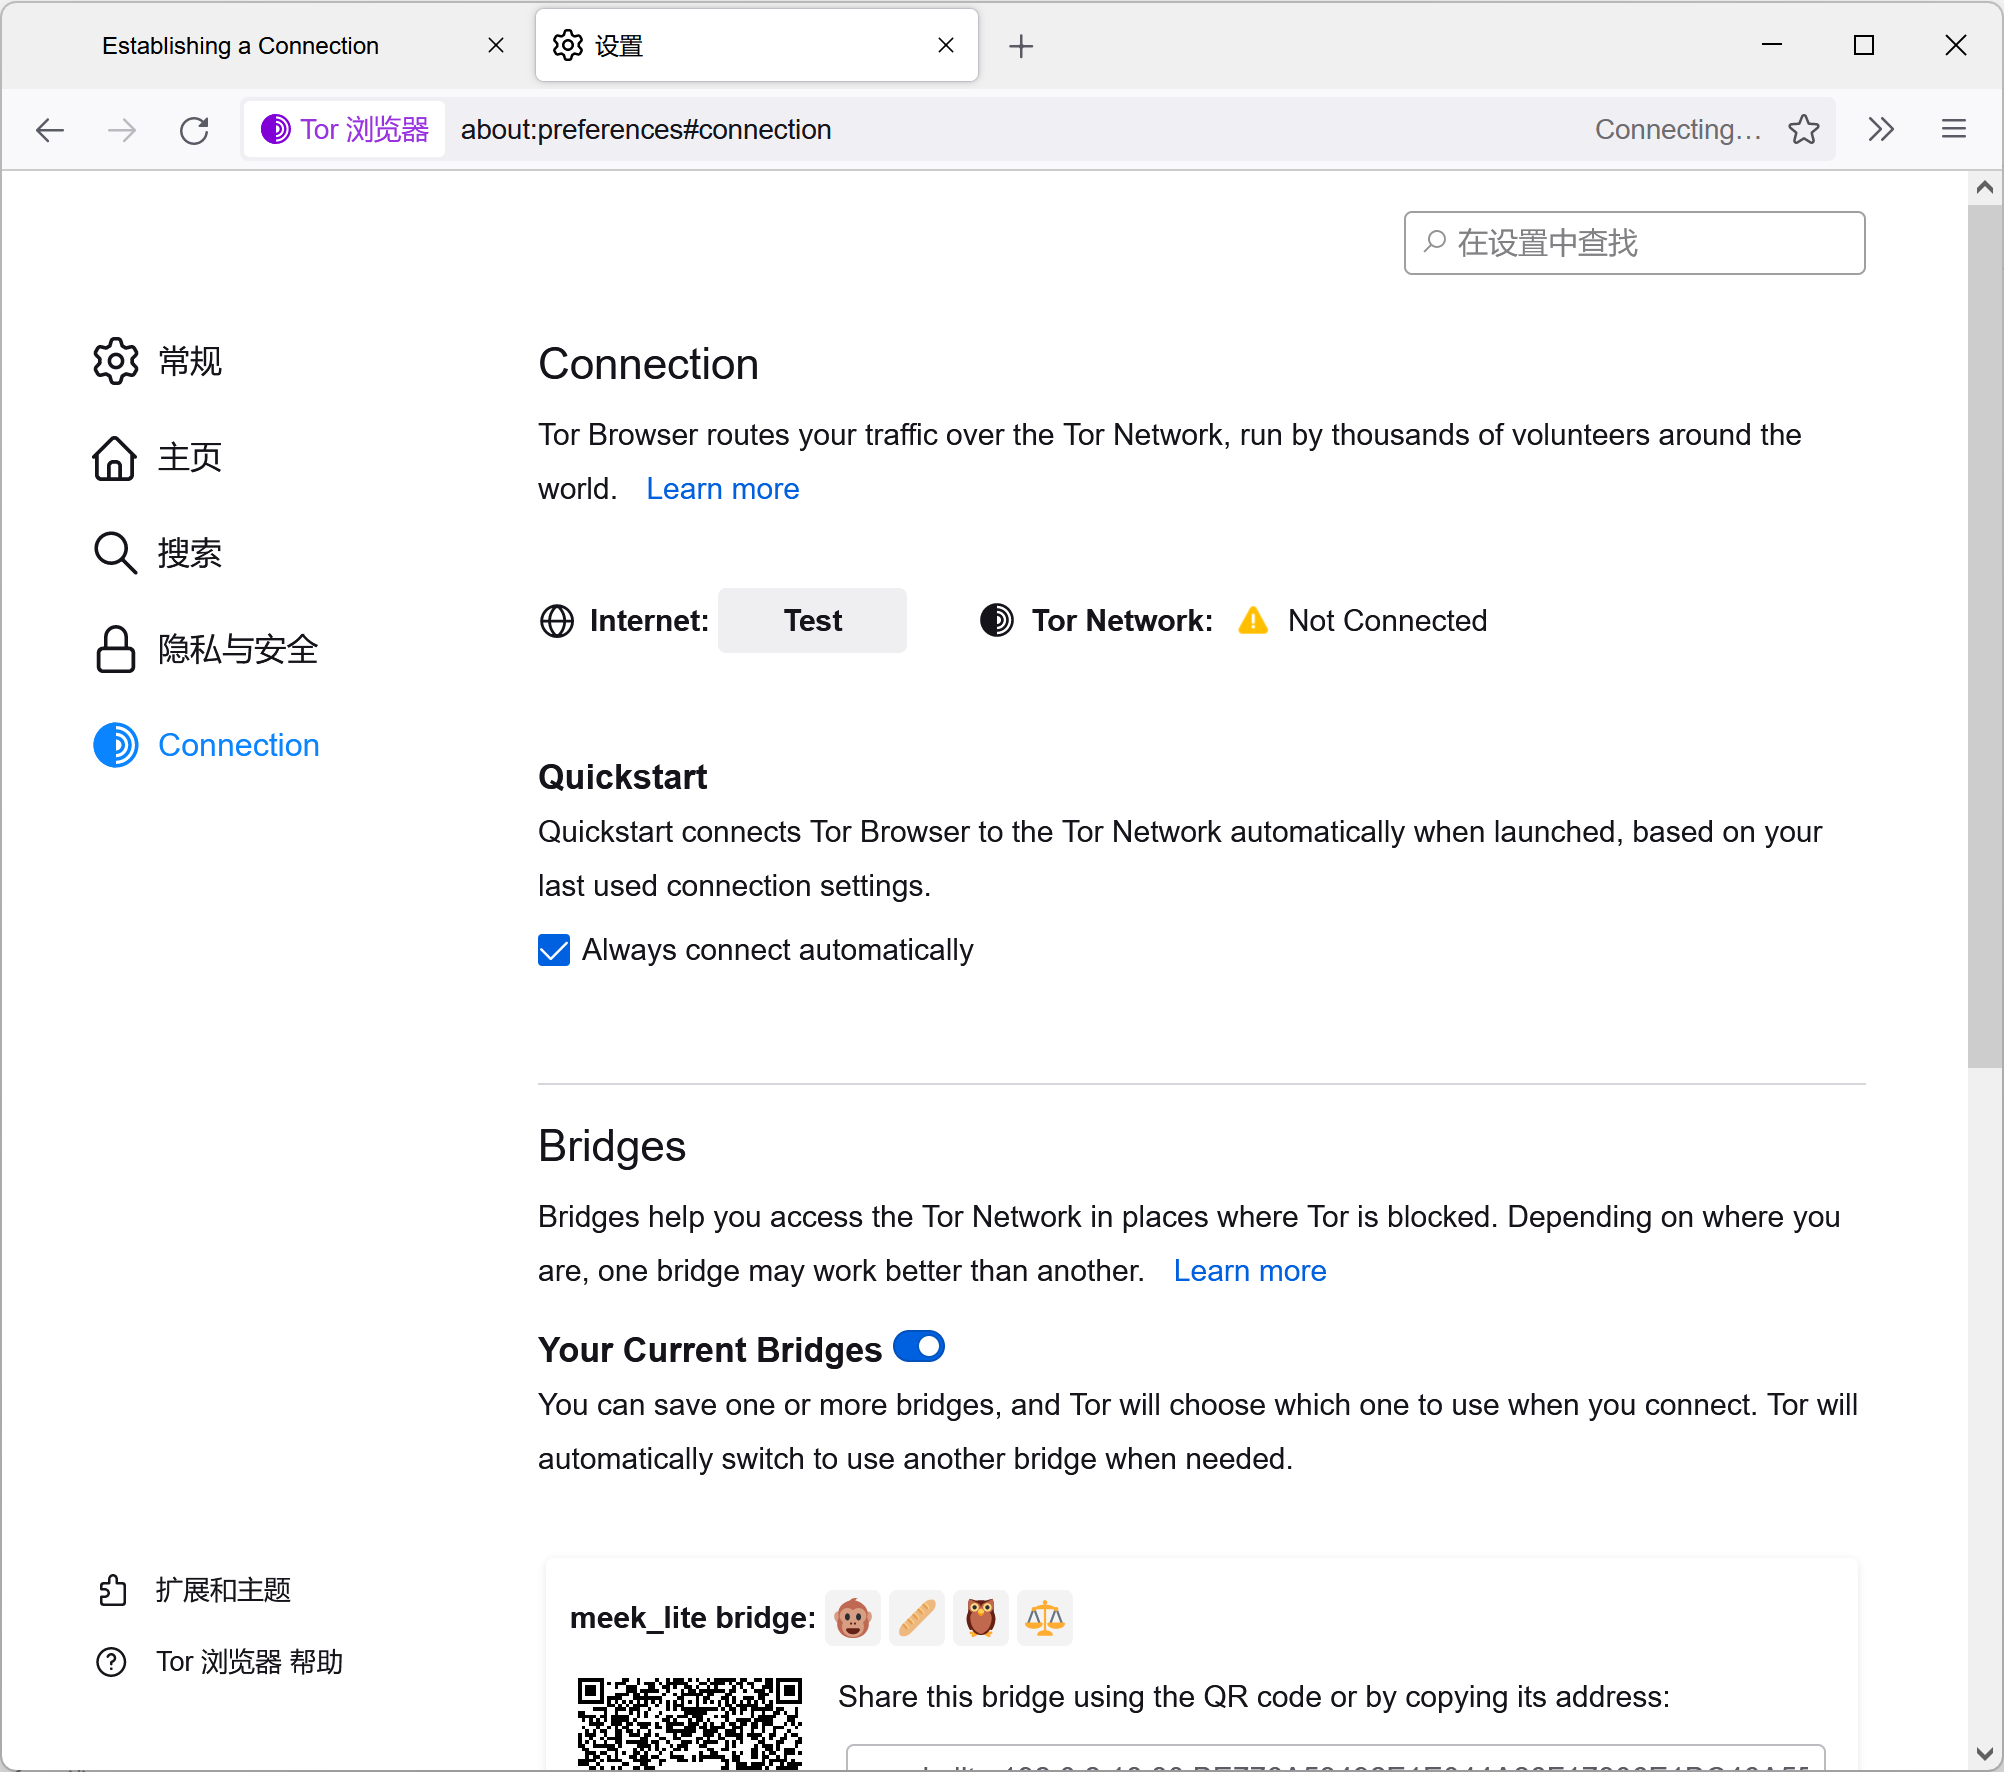 Establishing a Connection
设置
Tor 浏览器
about:preferences#connection
Connecting…
在设置中查找
常规
主页
搜索
隐私与安全
Connection
Connection
Tor Browser routes your traffic over the Tor Network, run by thousands of volunteers around the
world. Learn more
Internet: Test Tor Network: Not Connected
Quickstart
Quickstart connects Tor Browser to the Tor Network automatically when launched, based on your
last used connection settings.
Always connect automatically
Bridges
Bridges help you access the Tor Network in places where Tor is blocked. Depending on where you
are, one bridge may work better than another. Learn more
Your Current Bridges
You can save one or more bridges, and Tor will choose which one to use when you connect. Tor will
automatically switch to use another bridge when needed.
meek_lite bridge:
Share this bridge using the QR code or by copying its address:
扩展和主题
Tor 浏览器 帮助